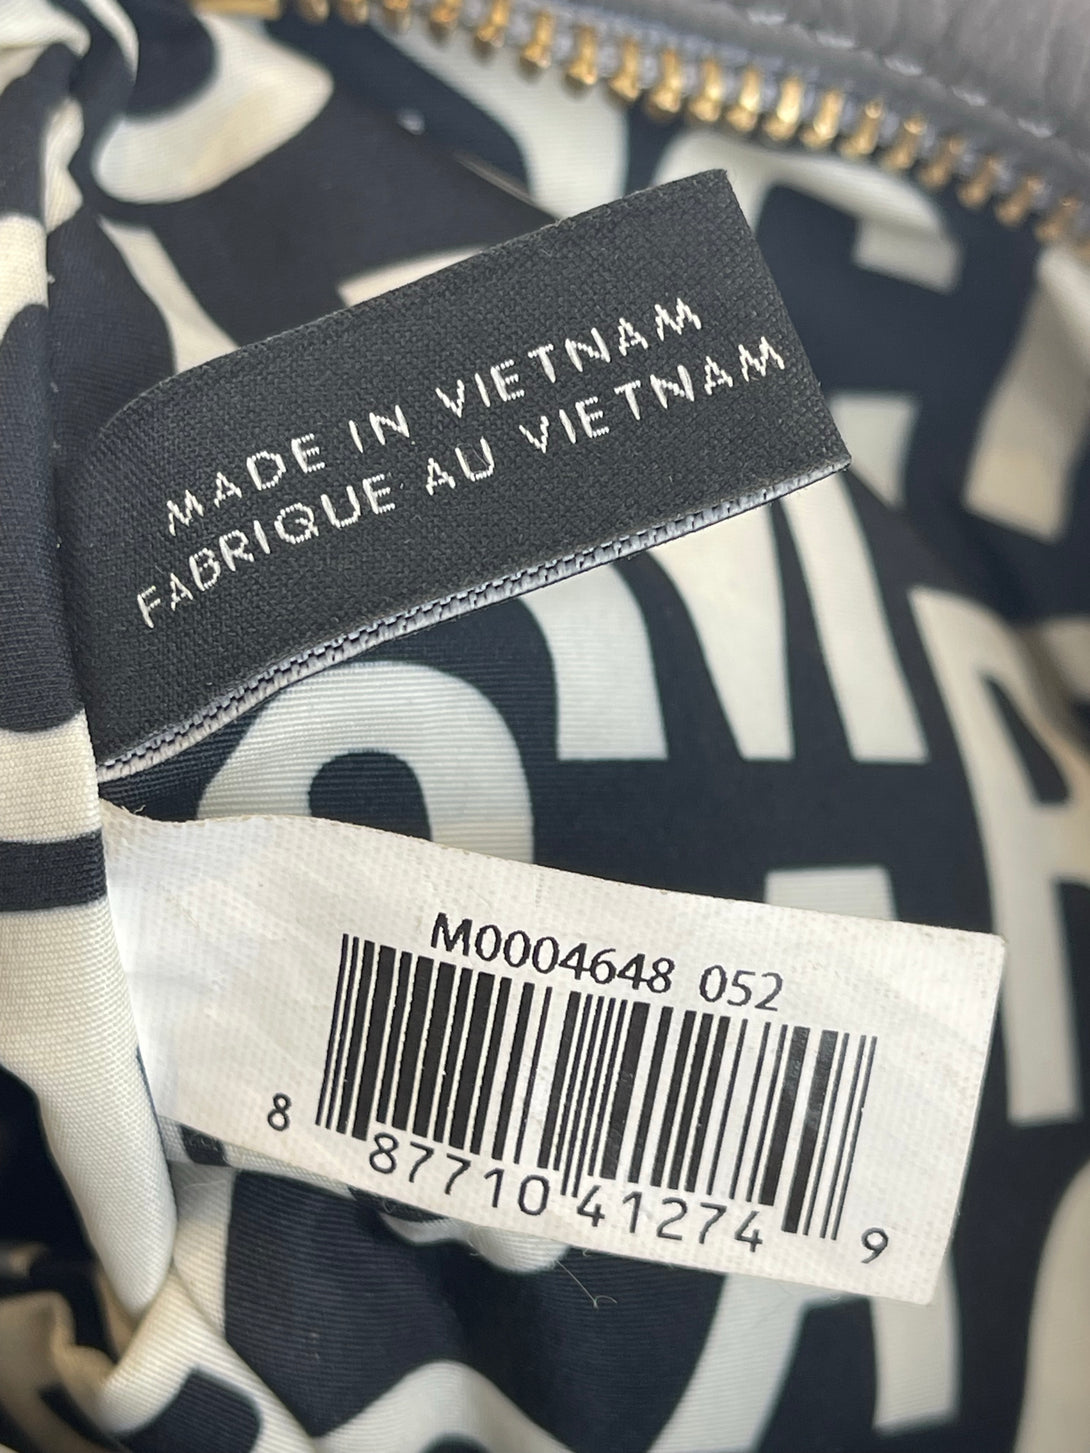 MADE IN VIETNAM
FABRIQUE AU VIETNAM
M0004648 052
8 87710 41274 9